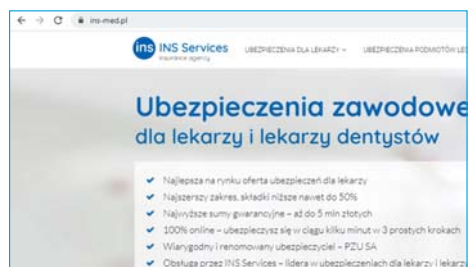 ins-med.pl
ins INS Services
insurance agency
UBEZPIECZENIA DLA LEKARZY
UBEZPIECZENIA PODMIOTÓW LE
Ubezpieczenia zawodowe
dla lekarzy i lekarzy dentystów
Najlepsza na rynku oferta ubezpieczeń dla lekarzy
Najszerszy zakres, składki niższe nawet do 50%
Najwyższe sumy gwarancyjne – aż do 5 mln złotych
100% online – ubezpieczysz się w ciągu kilku minut w 3 prostych krokach
Wiarygodny i renomowany ubezpieczyciel – PZU SA
Obsługa przez INS Services – lidera w ubezpieczeniach dla lekarzy i lekarzy